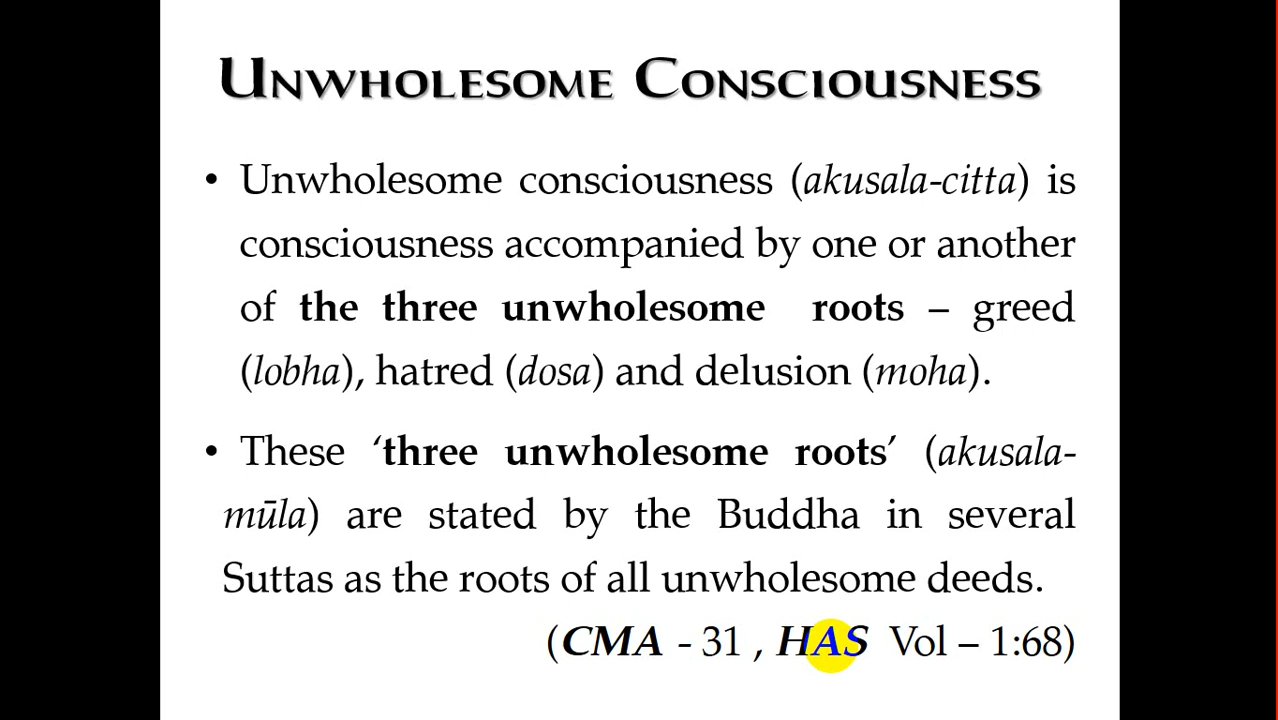 UNWHOLESOME CONSCIOUSNESS
• Unwholesome consciousness (akusala-citta) is
consciousness accompanied by one or another
of the three unwholesome roots – greed
(lobha), hatred (dosa) and delusion (moha).
• These ‘three unwholesome roots’ (akusala-
mūla) are stated by the Buddha in several
Suttas as the roots of all unwholesome deeds.
(CMA - 31 , HAS Vol – 1:68)